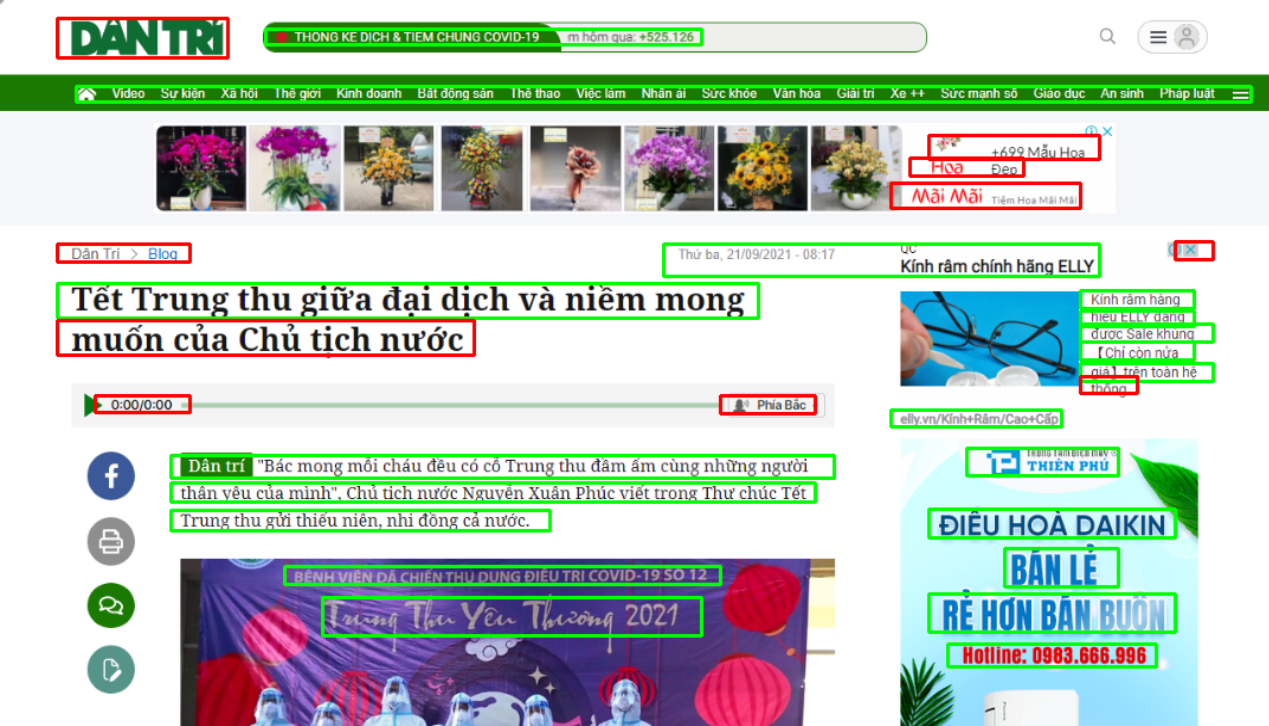 DÂN TRÍ
THỐNG KÊ DỊCH & TIÊM CHỦNG COVID-19
m hôm qua: +525.126
Video Sự kiện Xã hội Thế giới Kinh doanh Bất động sản Thể thao Việc làm Nhân ái Sức khỏe Văn hóa Giải trí Xe ++ Sức mạnh số Giáo dục An sinh Pháp luật
+699 Mẫu Hoa
Hoa Đẹp
Mãi Mãi Tiệm Hoa Mãi Mãi
Dân Trí > Blog
Thứ ba, 21/09/2021 - 08:17
QC
Kính râm chính hãng ELLY
Tết Trung thu giữa đại dịch và niềm mong
muốn của Chủ tịch nước
Kính râm hàng
hiệu ELLY đang
được Sale khủng
【Chỉ còn nửa
giá】trên toàn hệ
thống
0:00/0:00
Phía Bắc
elly.vn/Kính+Râm/Cao+Cấp
Dân trí "Bác mong mỗi cháu đều có cỗ Trung thu đầm ấm cùng những người
thân yêu của mình", Chủ tịch nước Nguyễn Xuân Phúc viết trong Thư chúc Tết
Trung thu gửi thiếu niên, nhi đồng cả nước.
TRUNG TÂM ĐIỆN MÁY
THIÊN PHÚ
ĐIỀU HOÀ DAIKIN
BÁN LẺ
RẺ HƠN BÁN BUÔN
Hotline: 0983.666.996
BỆNH VIỆN DÃ CHIẾN THU DUNG ĐIỀU TRỊ COVID-19 SỐ 12
Trung Thu Yêu Thương 2021